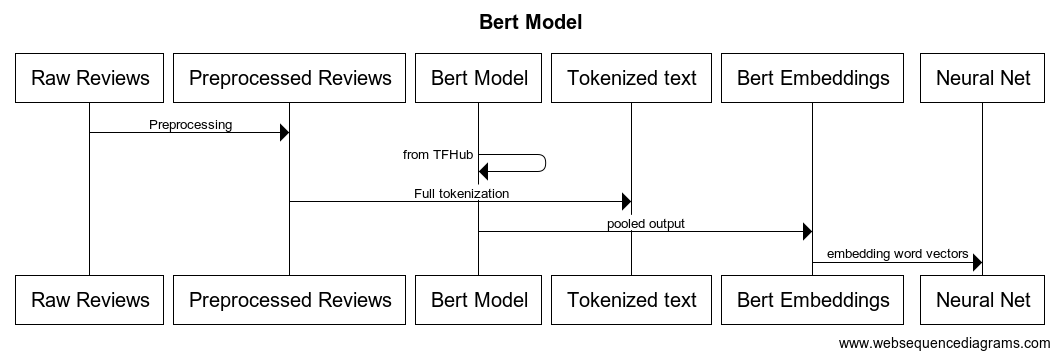 Bert Model
Raw Reviews Preprocessed Reviews Bert Model Tokenized text Bert Embeddings Neural Net
Preprocessing
from TFHub
Full tokenization
pooled output
embedding word vectors
Raw Reviews Preprocessed Reviews Bert Model Tokenized text Bert Embeddings Neural Net
www.websequencediagrams.com